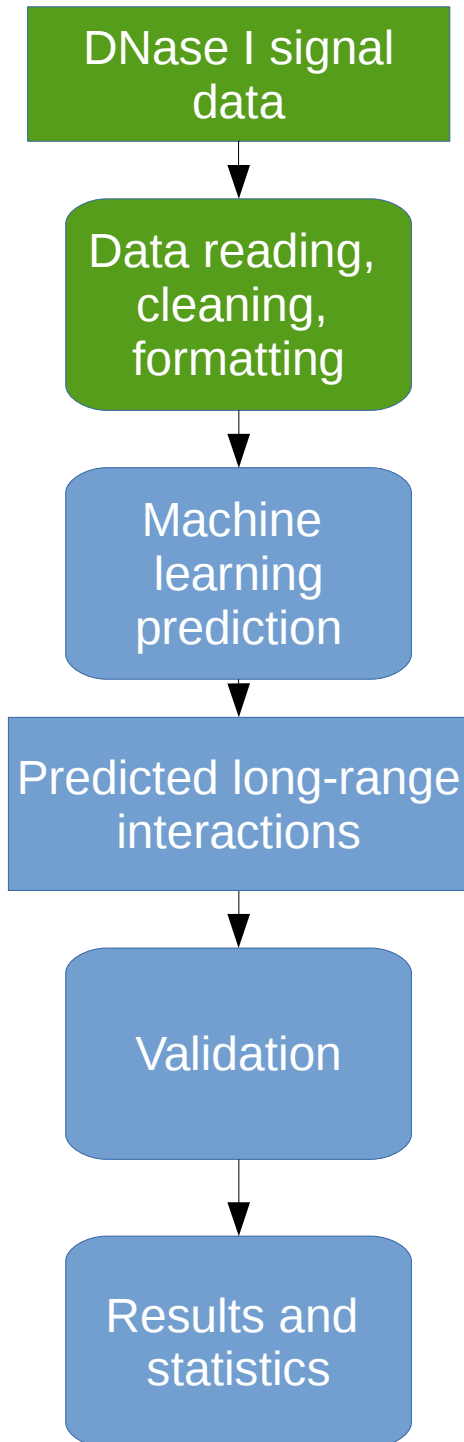 DNase I signal
data
Data reading,
cleaning,
formatting
Machine
learning
prediction
Predicted long-range
interactions
Validation
Results and
statistics